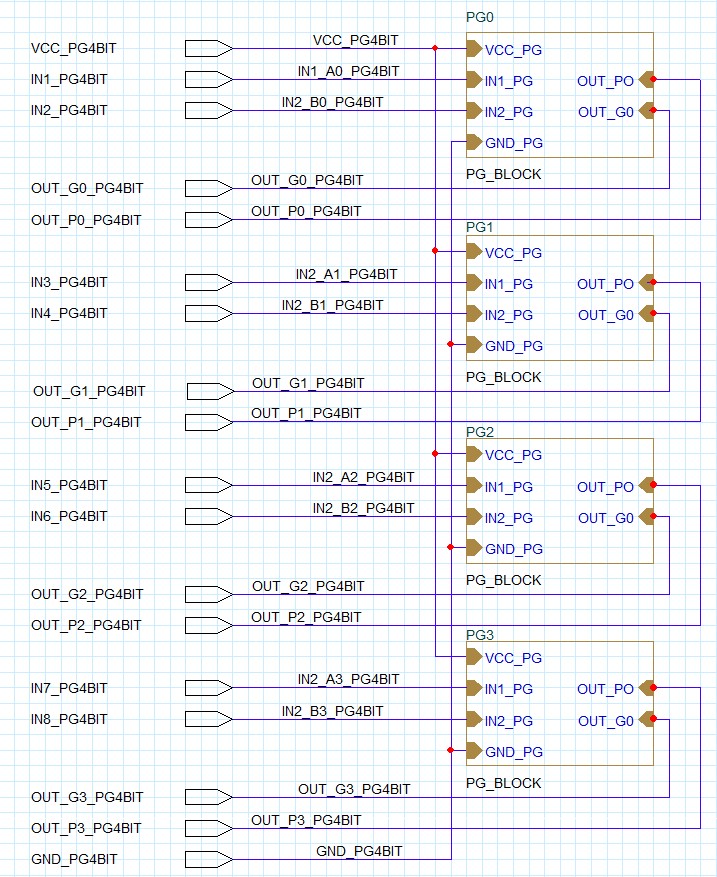 PG0
VCC_PG4BIT VCC_PG4BIT VCC_PG
IN1_PG4BIT IN1_A0_PG4BIT IN1_PG OUT_PO
IN2_PG4BIT IN2_B0_PG4BIT IN2_PG OUT_G0
GND_PG
PG_BLOCK
OUT_G0_PG4BIT OUT_G0_PG4BIT
OUT_P0_PG4BIT OUT_P0_PG4BIT
PG1
VCC_PG
IN3_PG4BIT IN2_A1_PG4BIT IN1_PG OUT_PO
IN4_PG4BIT IN2_B1_PG4BIT IN2_PG OUT_G0
GND_PG
PG_BLOCK
OUT_G1_PG4BIT OUT_G1_PG4BIT
OUT_P1_PG4BIT OUT_P1_PG4BIT
PG2
VCC_PG
IN5_PG4BIT IN2_A2_PG4BIT IN1_PG OUT_PO
IN6_PG4BIT IN2_B2_PG4BIT IN2_PG OUT_G0
GND_PG
PG_BLOCK
OUT_G2_PG4BIT OUT_G2_PG4BIT
OUT_P2_PG4BIT OUT_P2_PG4BIT
PG3
VCC_PG
IN7_PG4BIT IN2_A3_PG4BIT IN1_PG OUT_PO
IN8_PG4BIT IN2_B3_PG4BIT IN2_PG OUT_G0
GND_PG
PG_BLOCK
OUT_G3_PG4BIT OUT_G3_PG4BIT
OUT_P3_PG4BIT OUT_P3_PG4BIT
GND_PG4BIT GND_PG4BIT